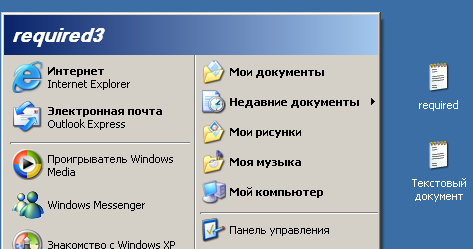 required3
Интернет
Internet Explorer
Электронная почта
Outlook Express
Проигрыватель Windows
Media
Windows Messenger
Знакомство с Windows XP
Мои документы
Недавние документы
Мои рисунки
Моя музыка
Мой компьютер
Панель управления
required
Текстовый
документ